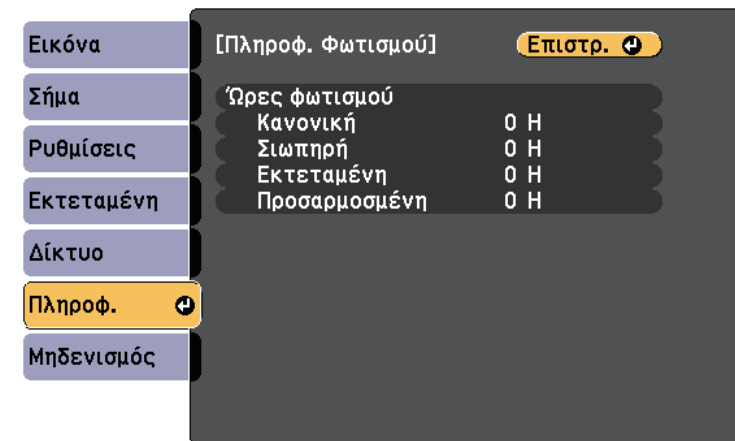 Εικόνα
Σήμα
Ρυθμίσεις
Εκτεταμένη
Δίκτυο
Πληροφ.
Μηδενισμός
[Πληροφ. Φωτισμού] Επιστρ.
Ώρες φωτισμού
Κανονική 0 H
Σιωπηρή 0 H
Εκτεταμένη 0 H
Προσαρμοσμένη 0 H